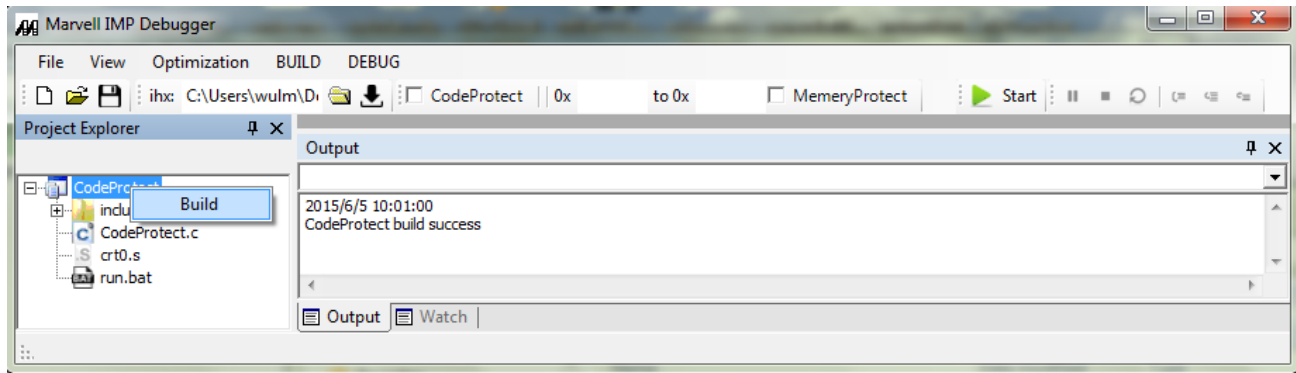 Marvell IMP Debugger
File View Optimization BUILD DEBUG
ihx: C:\Users\wulm\D CodeProtect 0x to 0x MemeryProtect Start
Project Explorer
Output
Build
2015/6/5 10:01:00
CodeProtect build success
CodeProtect.c
crt0.s
run.bat
Output Watch